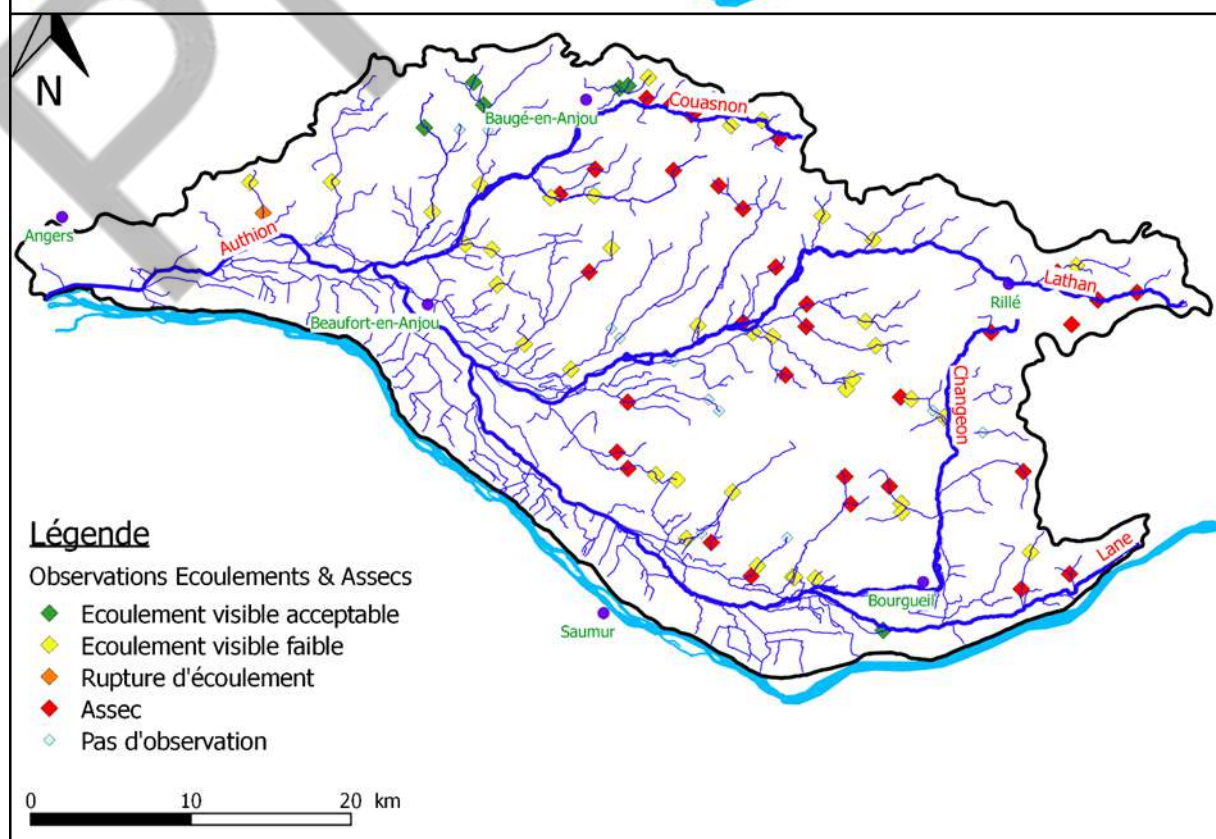 N
Couasnon
Baugé-en-Anjou
Angers
Authion
Lathan
Rillé
Beaufort-en-Anjou
Changeon
Légende
Observations Ecoulements & Assecs
Ecoulement visible acceptable
Ecoulement visible faible
Rupture d'écoulement
Assec
Pas d'observation
Lane
Bourgueil
Saumur
0 10 20 km